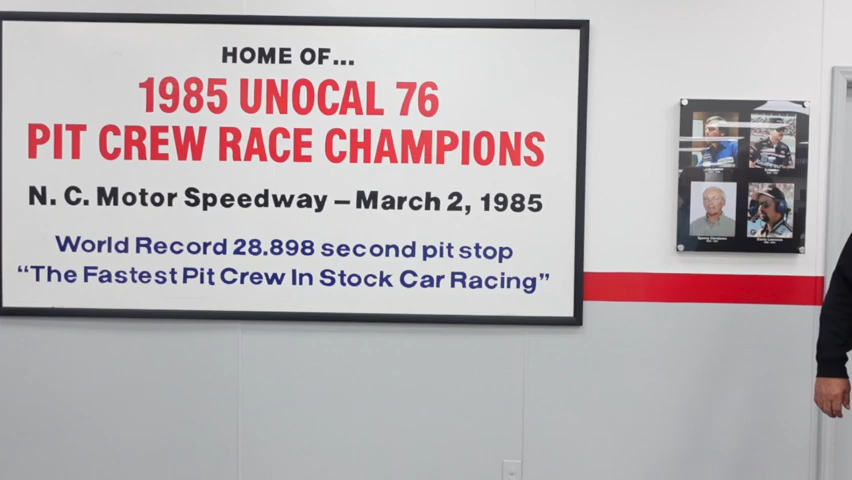 HOME OF...
1985 UNOCAL 76
PIT CREW RACE CHAMPIONS
N. C. Motor Speedway – March 2, 1985
World Record 28.898 second pit stop
“The Fastest Pit Crew In Stock Car Racing”